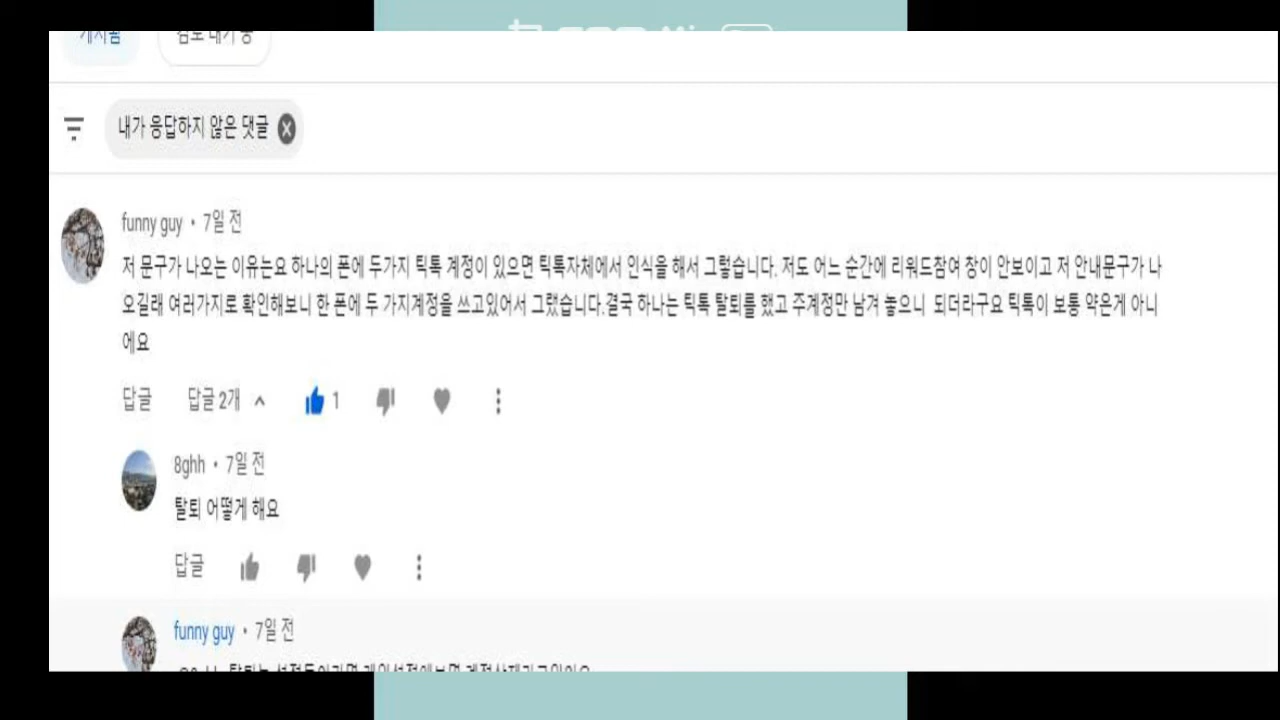 게시됨 검토 대기 중
내가 응답하지 않은 댓글
funny guy • 7일 전
저 문구가 나오는 이유는요 하나의 폰에 두가지 틱톡 계정이 있으면 틱톡자체에서 인식을 해서 그렇습니다. 저도 어느 순간에 리워드참여 창이 안보이고 저 안내문구가 나
오길래 여러가지로 확인해보니 한 폰에 두 가지계정을 쓰고있어서 그랬습니다.결국 하나는 틱톡 탈퇴를 했고 주계정만 남겨 놓으니 되더라구요 틱톡이 보통 약은게 아니
에요
답글 답글 2개 1
8ghh • 7일 전
탈퇴 어떻게 해요
답글
funny guy • 7일 전